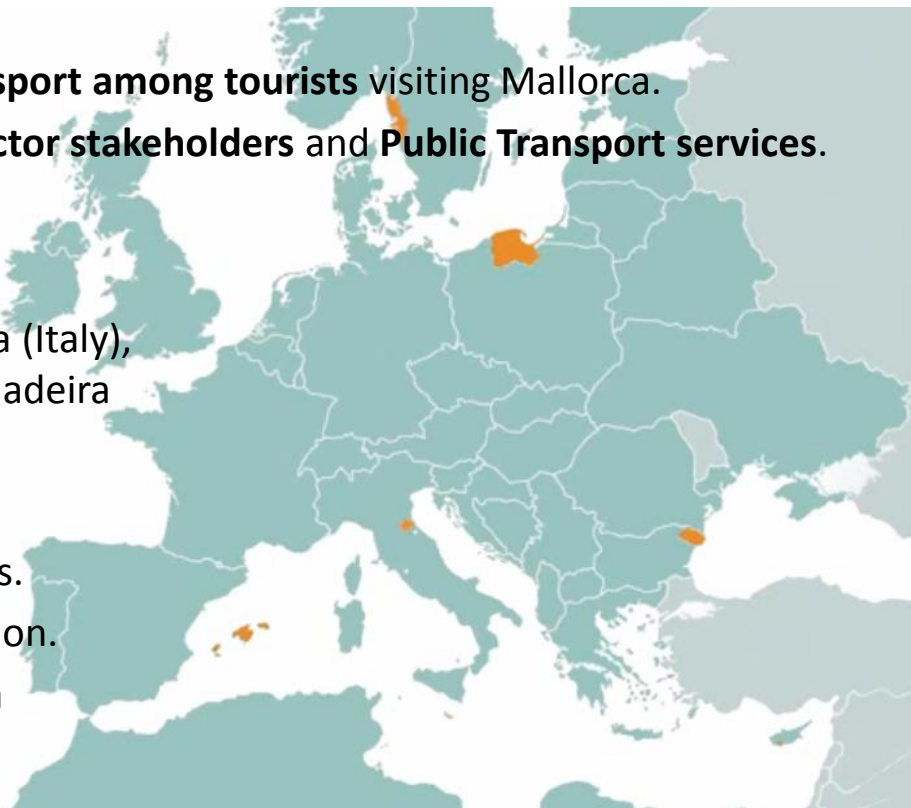 sport among tourists visiting Mallorca.
ctor stakeholders and Public Transport services.
a (Italy),
adeira
s.
on.